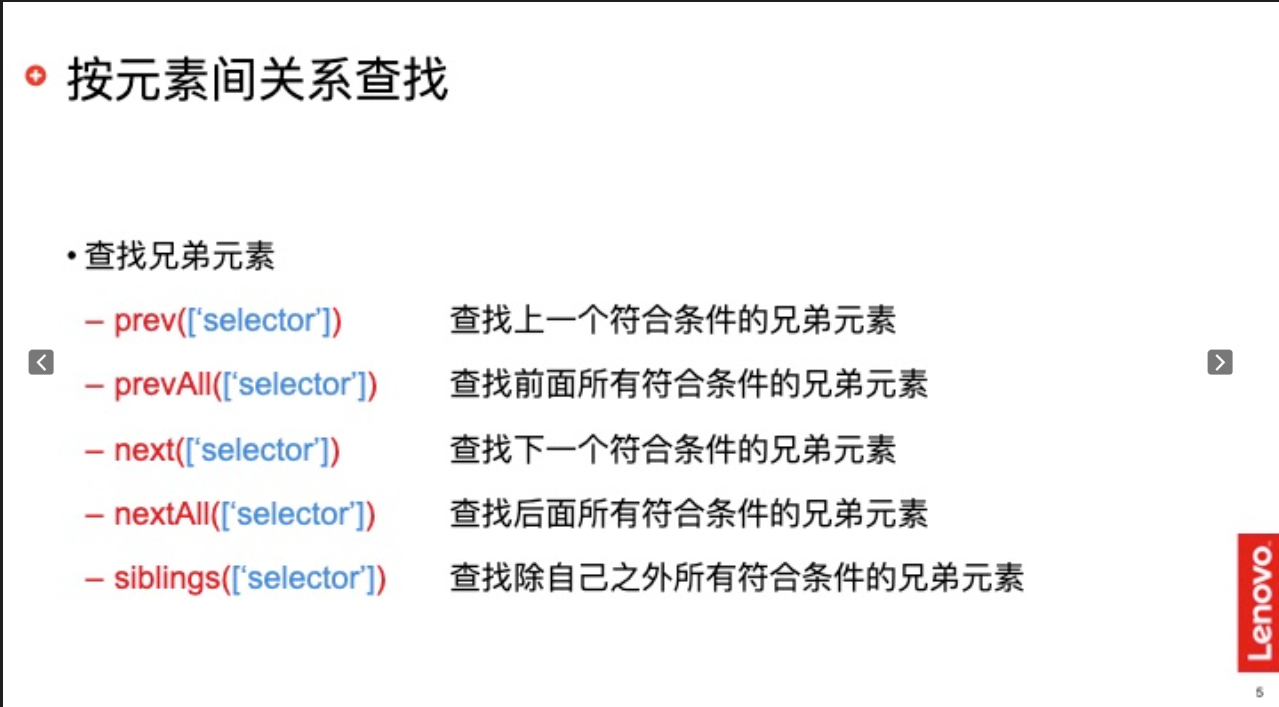 按元素间关系查找
• 查找兄弟元素
– prev([‘selector’]) 查找上一个符合条件的兄弟元素
– prevAll([‘selector’]) 查找前面所有符合条件的兄弟元素
– next([‘selector’]) 查找下一个符合条件的兄弟元素
– nextAll([‘selector’]) 查找后面所有符合条件的兄弟元素
– siblings([‘selector’]) 查找除自己之外所有符合条件的兄弟元素
Lenovo.
5